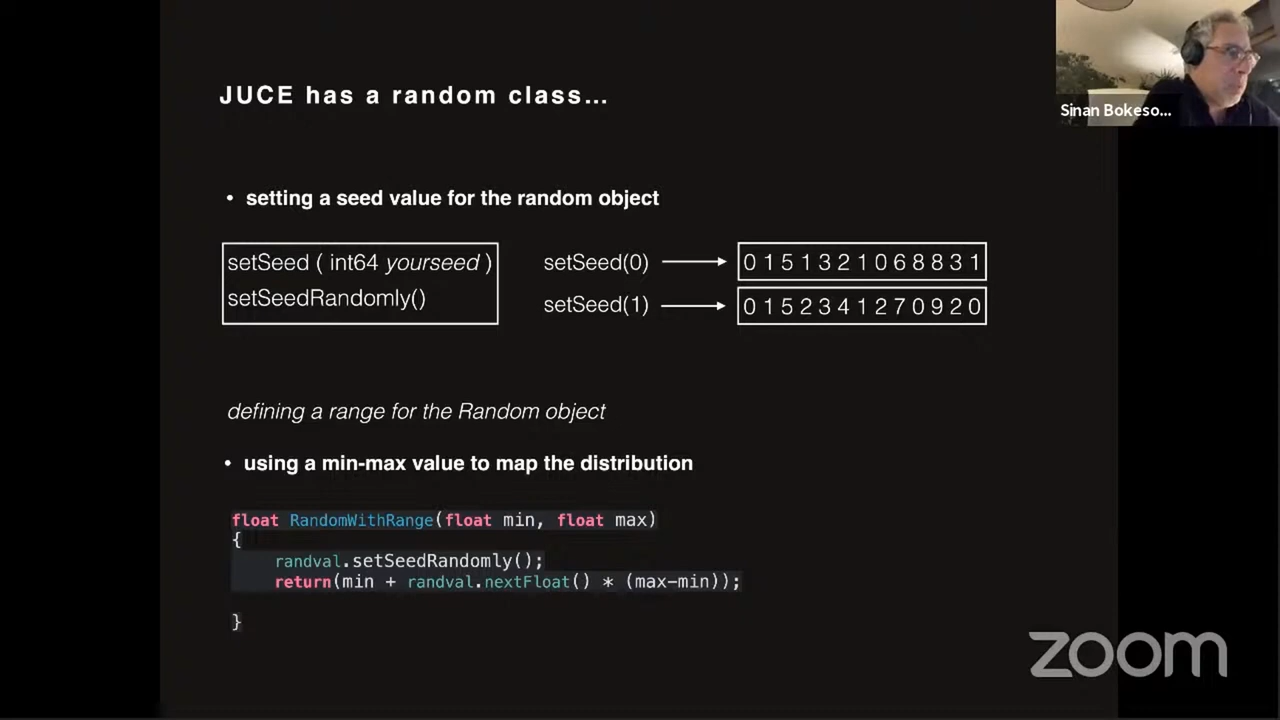 JUCE has a random class...
Sinan Bokeso...
• setting a seed value for the random object
setSeed ( int64 yourseed )
setSeedRandomly()
setSeed(0)
0 1 5 1 3 2 1 0 6 8 8 3 1
setSeed(1)
0 1 5 2 3 4 1 2 7 0 9 2 0
defining a range for the Random object
• using a min-max value to map the distribution
float RandomWithRange(float min, float max)
{
randval.setSeedRandomly();
return(min + randval.nextFloat() * (max-min));
}
zoom